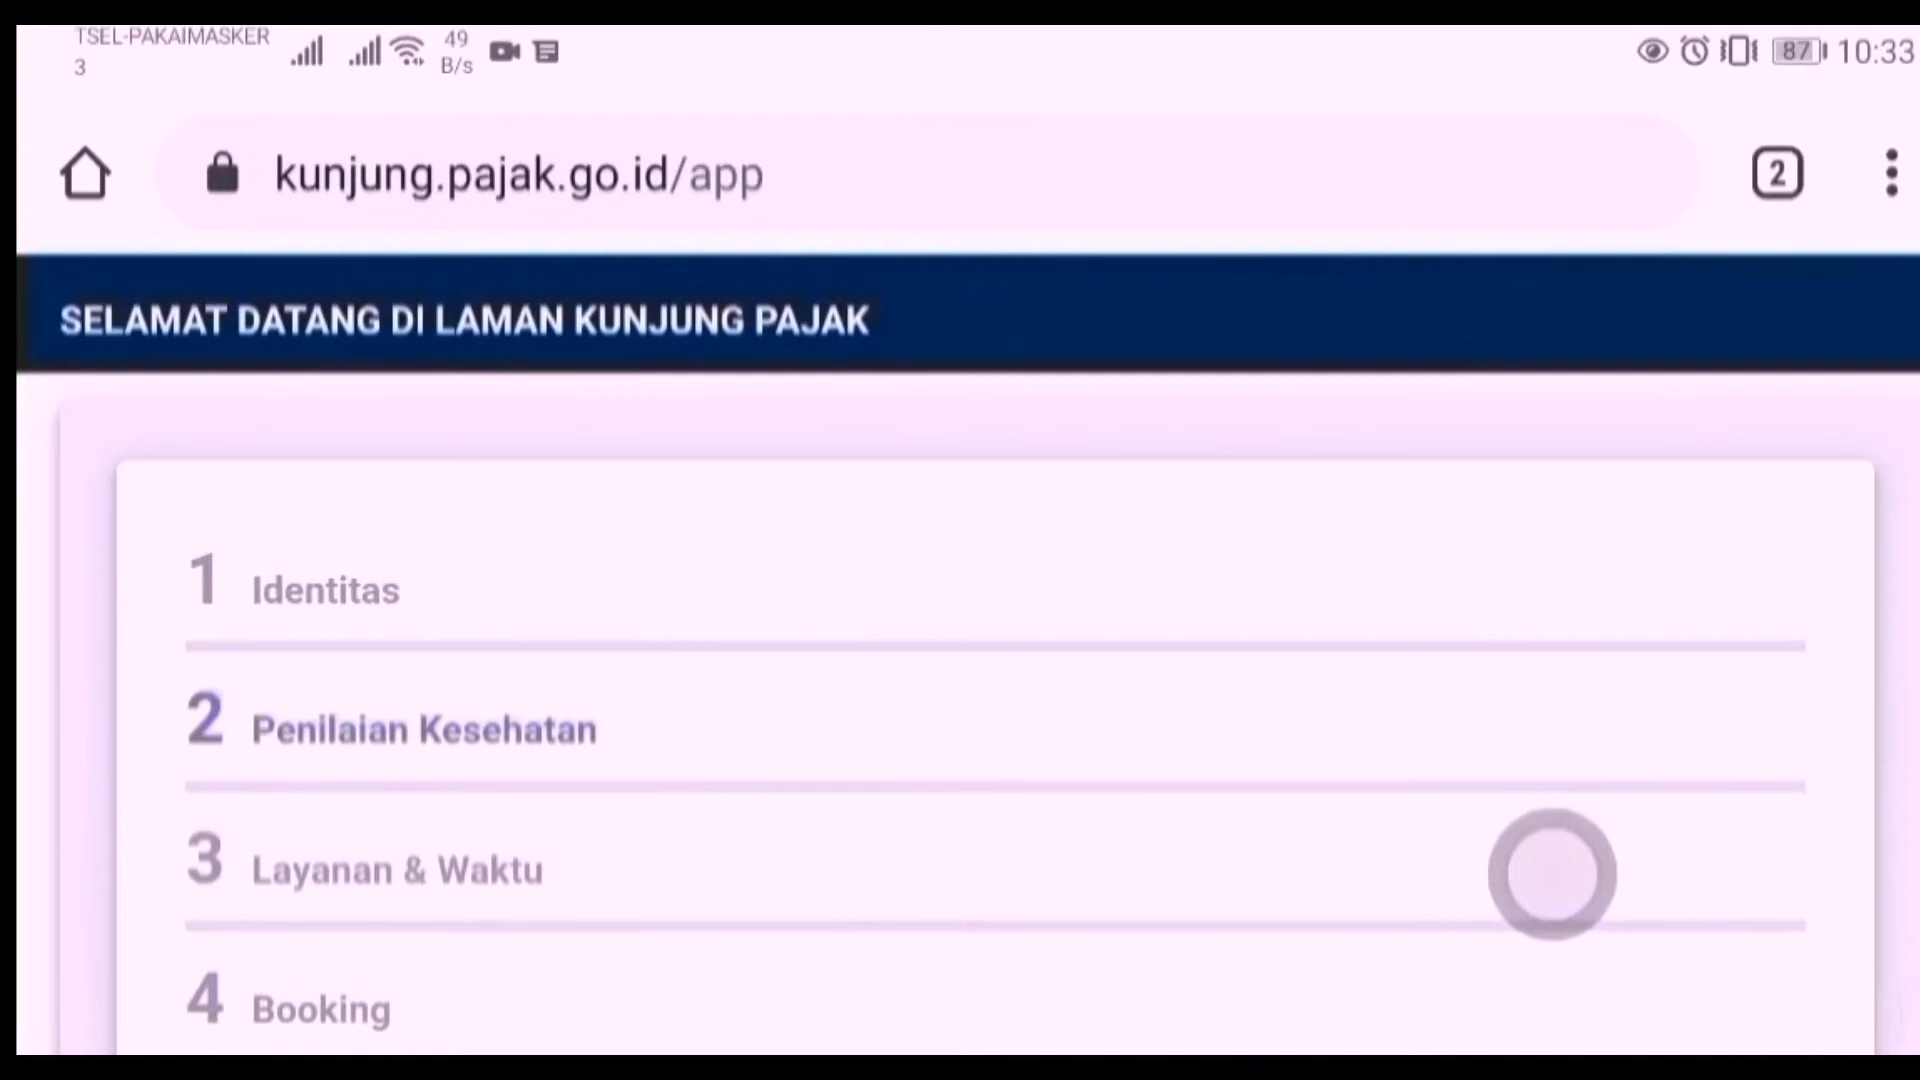 TSEL-PAKAIMASKER
3
49
B/s
87
10:33
kunjung.pajak.go.id/app
2
SELAMAT DATANG DI LAMAN KUNJUNG PAJAK
1 Identitas
2 Penilaian Kesehatan
3 Layanan & Waktu
4 Booking